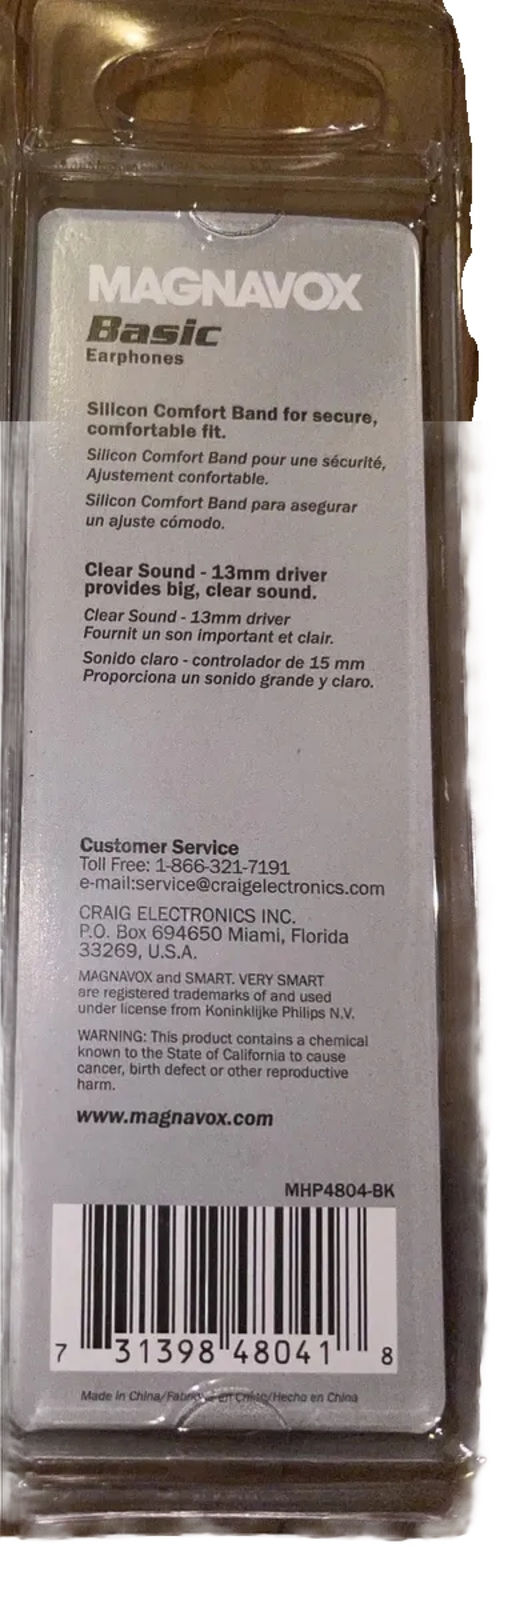 MAGNAVOX
Basic
Earphones
Silicon Comfort Band for secure,
comfortable fit.
Silicon Comfort Band pour une sécurité,
Ajustement confortable.
Silicon Comfort Band para asegurar
un ajuste cómodo.
Clear Sound - 13mm driver
provides big, clear sound.
Clear Sound - 13mm driver
Fournit un son important et clair.
Sonido claro - controlador de 15 mm
Proporciona un sonido grande y claro.
Customer Service
Toll Free: 1-866-321-7191
e-mail:service@craigelectronics.com
CRAIG ELECTRONICS INC.
P.O. Box 694650 Miami, Florida
33269, U.S.A.
MAGNAVOX and SMART. VERY SMART
are registered trademarks of and used
under license from Koninklijke Philips N.V.
WARNING: This product contains a chemical
known to the State of California to cause
cancer, birth defect or other reproductive
harm.
www.magnavox.com
MHP4804-BK
7 31398 48041 8
Made in China/ en /Hecho en China